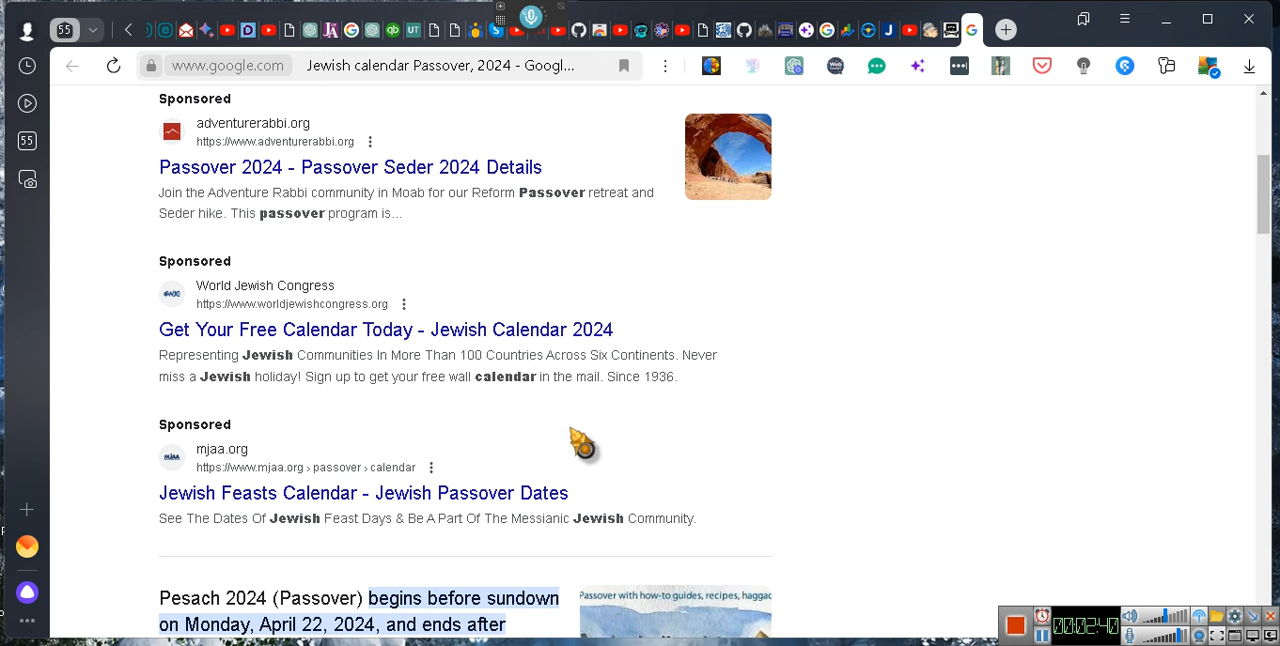 55
UT
J
www.google.com
Jewish calendar Passover, 2024 - Googl...
55
Sponsored
adventurerabbi.org
https://www.adventurerabbi.org
Passover 2024 - Passover Seder 2024 Details
Join the Adventure Rabbi community in Moab for our Reform Passover retreat and
Seder hike. This passover program is...
Sponsored
World Jewish Congress
https://www.worldjewishcongress.org
Get Your Free Calendar Today - Jewish Calendar 2024
Representing Jewish Communities In More Than 100 Countries Across Six Continents. Never
miss a Jewish holiday! Sign up to get your free wall calendar in the mail. Since 1936.
Sponsored
mjaa.org
MJAA
https://www.mjaa.org › passover › calendar
Jewish Feasts Calendar - Jewish Passover Dates
See The Dates Of Jewish Feast Days & Be A Part Of The Messianic Jewish Community.
Pesach 2024 (Passover) begins before sundown
on Monday, April 22, 2024, and ends after
Passover with how-to guides, recipes, haggad
00:02:40